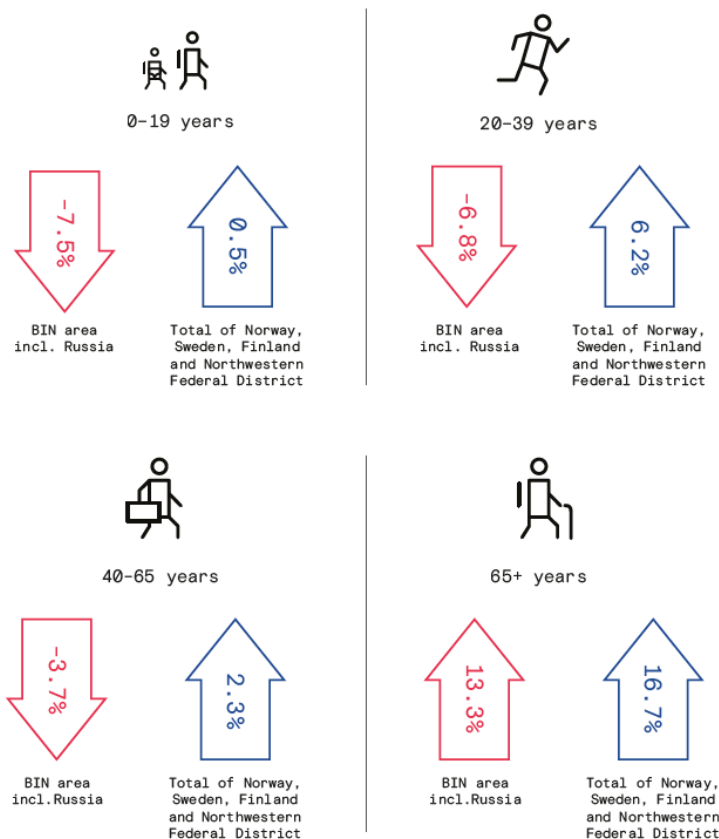 0-19 years
-7.5%
0.5%
BIN area
incl. Russia
Total of Norway,
Sweden, Finland
and Northwestern
Federal District
20-39 years
-6.8%
6.2%
BIN area
incl. Russia
Total of Norway,
Sweden, Finland
and Northwestern
Federal District
40-65 years
-3.7%
2.3%
BIN area
incl.Russia
Total of Norway,
Sweden, Finland
and Northwestern
Federal District
65+ years
13.3%
16.7%
BIN area
incl.Russia
Total of Norway,
Sweden, Finland
and Northwestern
Federal District